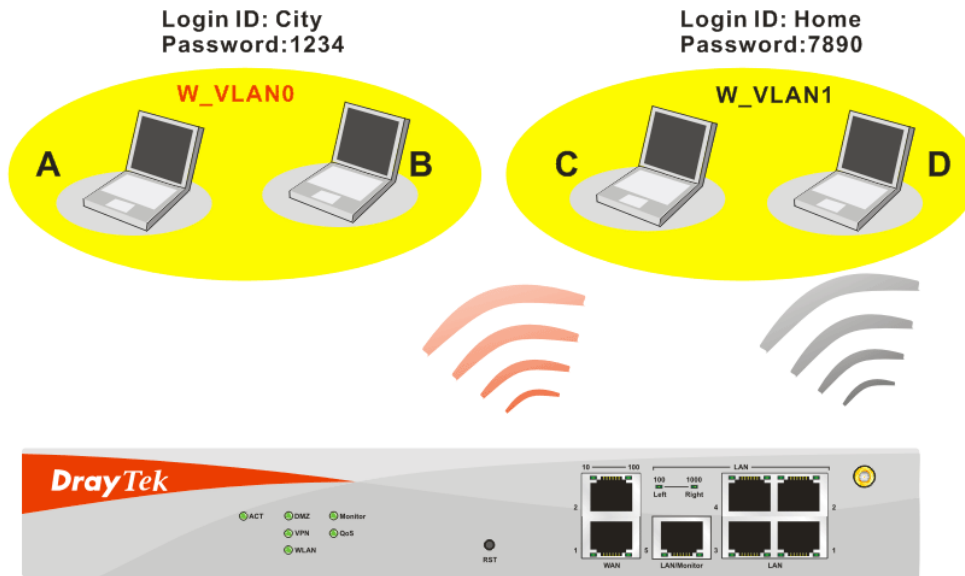 Login ID: City
Password:1234
Login ID: Home
Password:7890
W_VLAN0
W_VLAN1
A
B
C
D
DrayTek
ACT
DMZ
Monitor
VPN
QoS
WLAN
RST
10
100
2
1
WAN
100
1000
Left
Right
5
LAN/Monitor
LAN
4
2
3
1
LAN